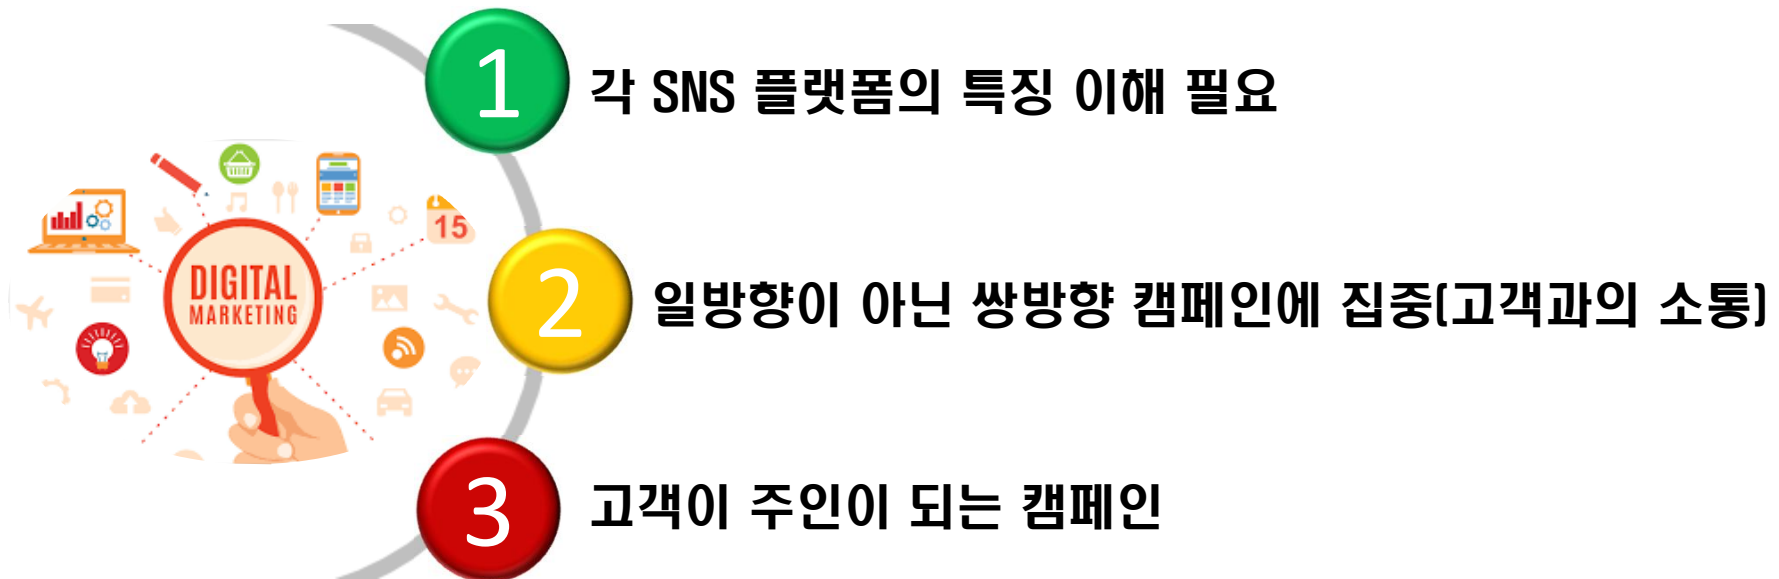 1
각 SNS 플랫폼의 특징 이해 필요
15
DIGITAL
MARKETING
2
일방향이 아닌 쌍방향 캠페인에 집중(고객과의 소통)
3
고객이 주인이 되는 캠페인